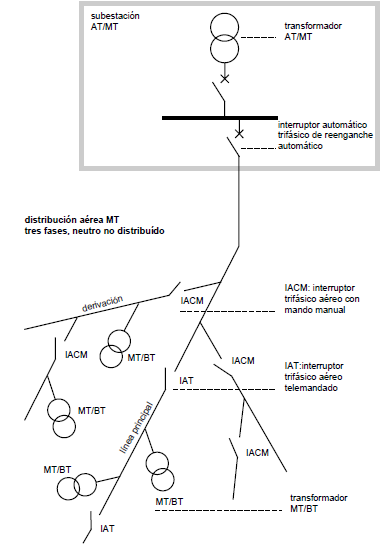 subestación
AT/MT
transformador
AT/MT
interruptor automático
trifásico de reenganche
automático
distribución aérea MT
tres fases, neutro no distribuído
IACM: interruptor
trifásico aéreo con
mando manual
derivación
IACM
IACM
MT/BT
IACM
IAT:interruptor
trifásico aéreo
telemandado
IAT
MT/BT
línea principal
IACM
MT/BT
MT/BT
transformador
MT/BT
IAT